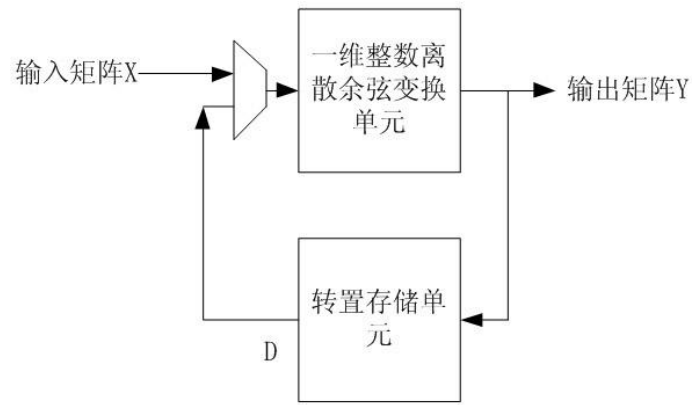 输入矩阵X
一维整数离
散余弦变换
单元
输出矩阵Y
转置存储单
元
D